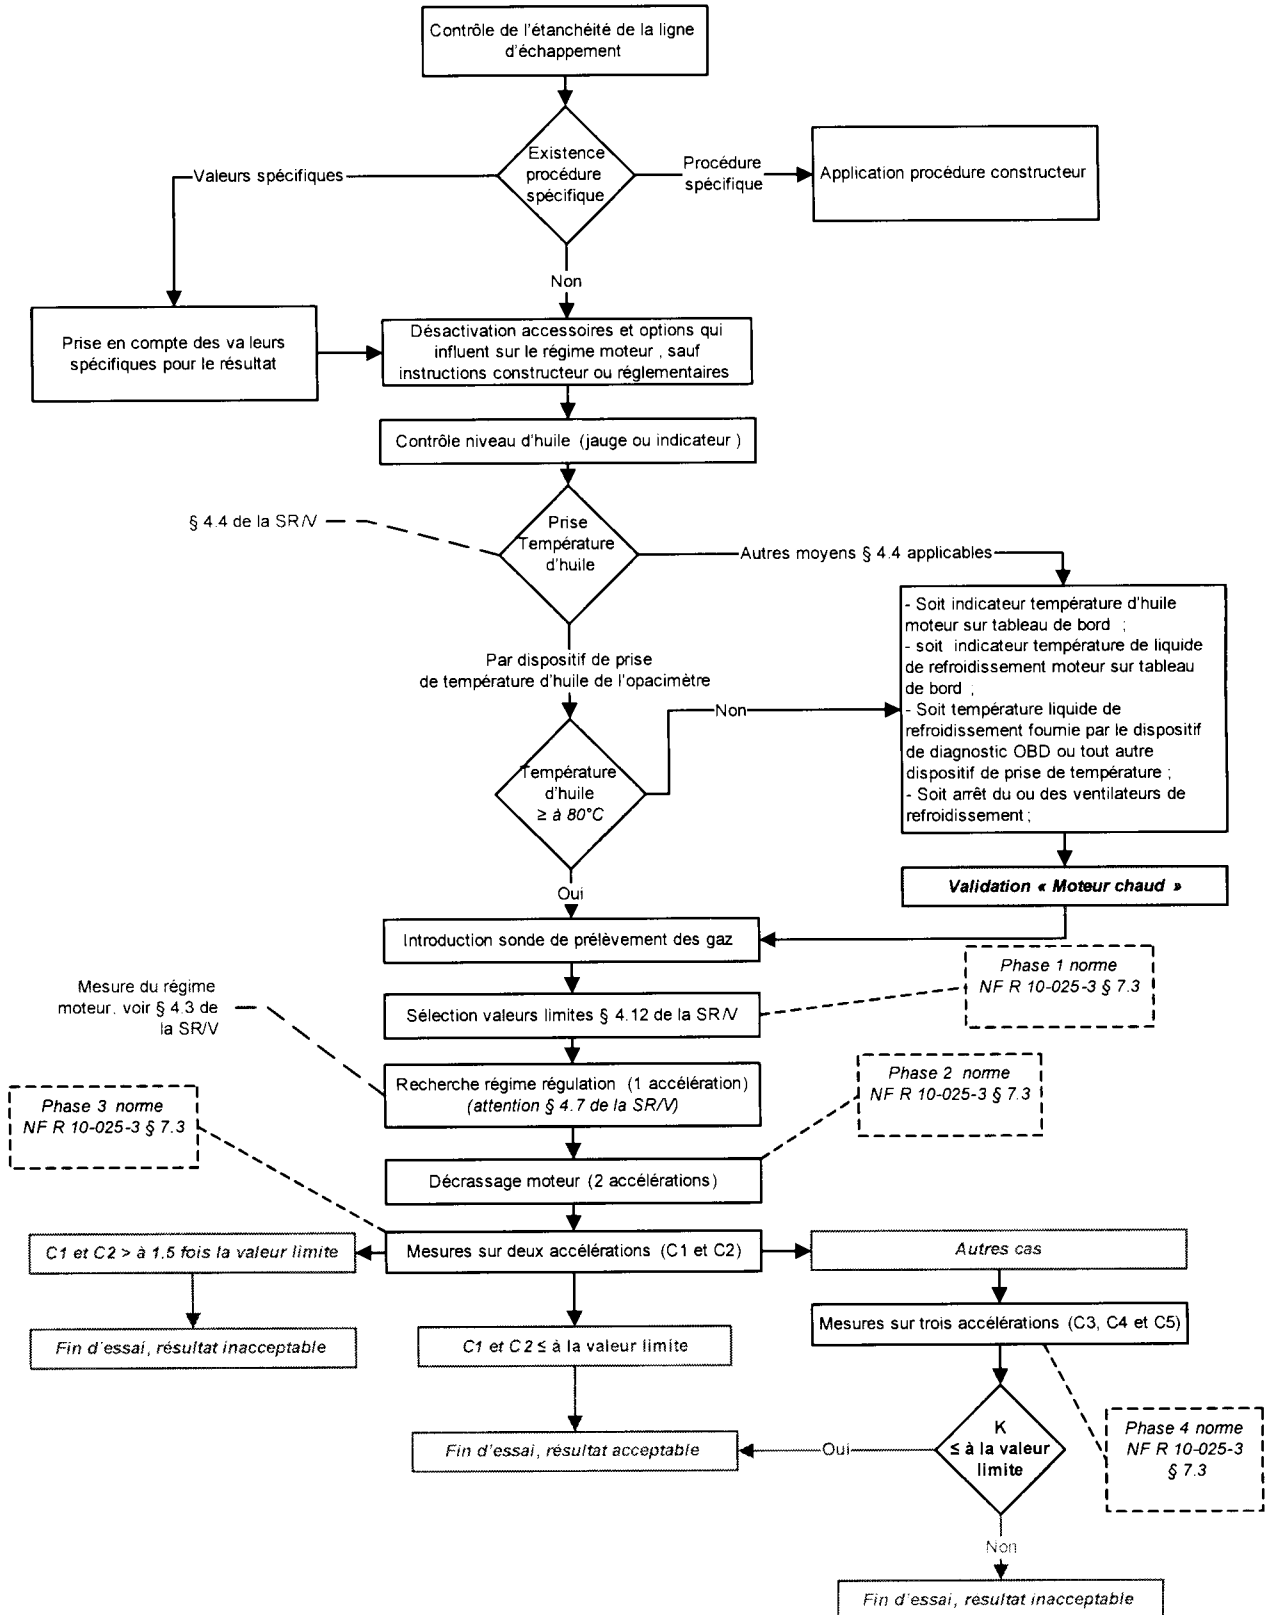 Contrôle de l'étanchéité de la ligne
d'échappement
Existence
procédure
spécifique
Valeurs spécifiques
Procédure
spécifique
Application procédure constructeur
Non
Prise en compte des va leurs
spécifiques pour le résultat
Désactivation accessoires et options qui
influent sur le régime moteur , sauf
instructions constructeur ou réglementaires
Contrôle niveau d'huile (jauge ou indicateur )
§ 4.4 de la SR/V
Prise
Température
d'huile
Autres moyens § 4.4 applicables
- Soit indicateur température d'huile
moteur sur tableau de bord ;
- soit indicateur température de liquide
de refroidissement moteur sur tableau
de bord ;
- Soit température liquide de
refroidissement fournie par le dispositif
de diagnostic OBD ou tout autre
dispositif de prise de température ;
- Soit arrêt du ou des ventilateurs de
refroidissement ;
Par dispositif de prise
de température d'huile de l'opacimètre
Non
Température
d'huile
≥ à 80°C
Validation « Moteur chaud »
Oui
Introduction sonde de prélèvement des gaz
Phase 1 norme
NF R 10-025-3 § 7.3
Mesure du régime
moteur, voir § 4.3 de
la SR/V
Sélection valeurs limites § 4.12 de la SR/V
Recherche régime régulation (1 accélération)
(attention § 4.7 de la SR/V)
Phase 2 norme
NF R 10-025-3 § 7.3
Phase 3 norme
NF R 10-025-3 § 7.3
Décrassage moteur (2 accélérations)
C1 et C2 > à 1.5 fois la valeur limite
Mesures sur deux accélérations (C1 et C2)
Autres cas
Mesures sur trois accélérations (C3, C4 et C5)
Fin d'essai, résultat inacceptable
C1 et C2 ≤ à la valeur limite
K
≤ à la valeur
limite
Phase 4 norme
NF R 10-025-3
§ 7.3
Fin d'essai, résultat acceptable
Oui
Non
Fin d'essai, resultat inacceptable